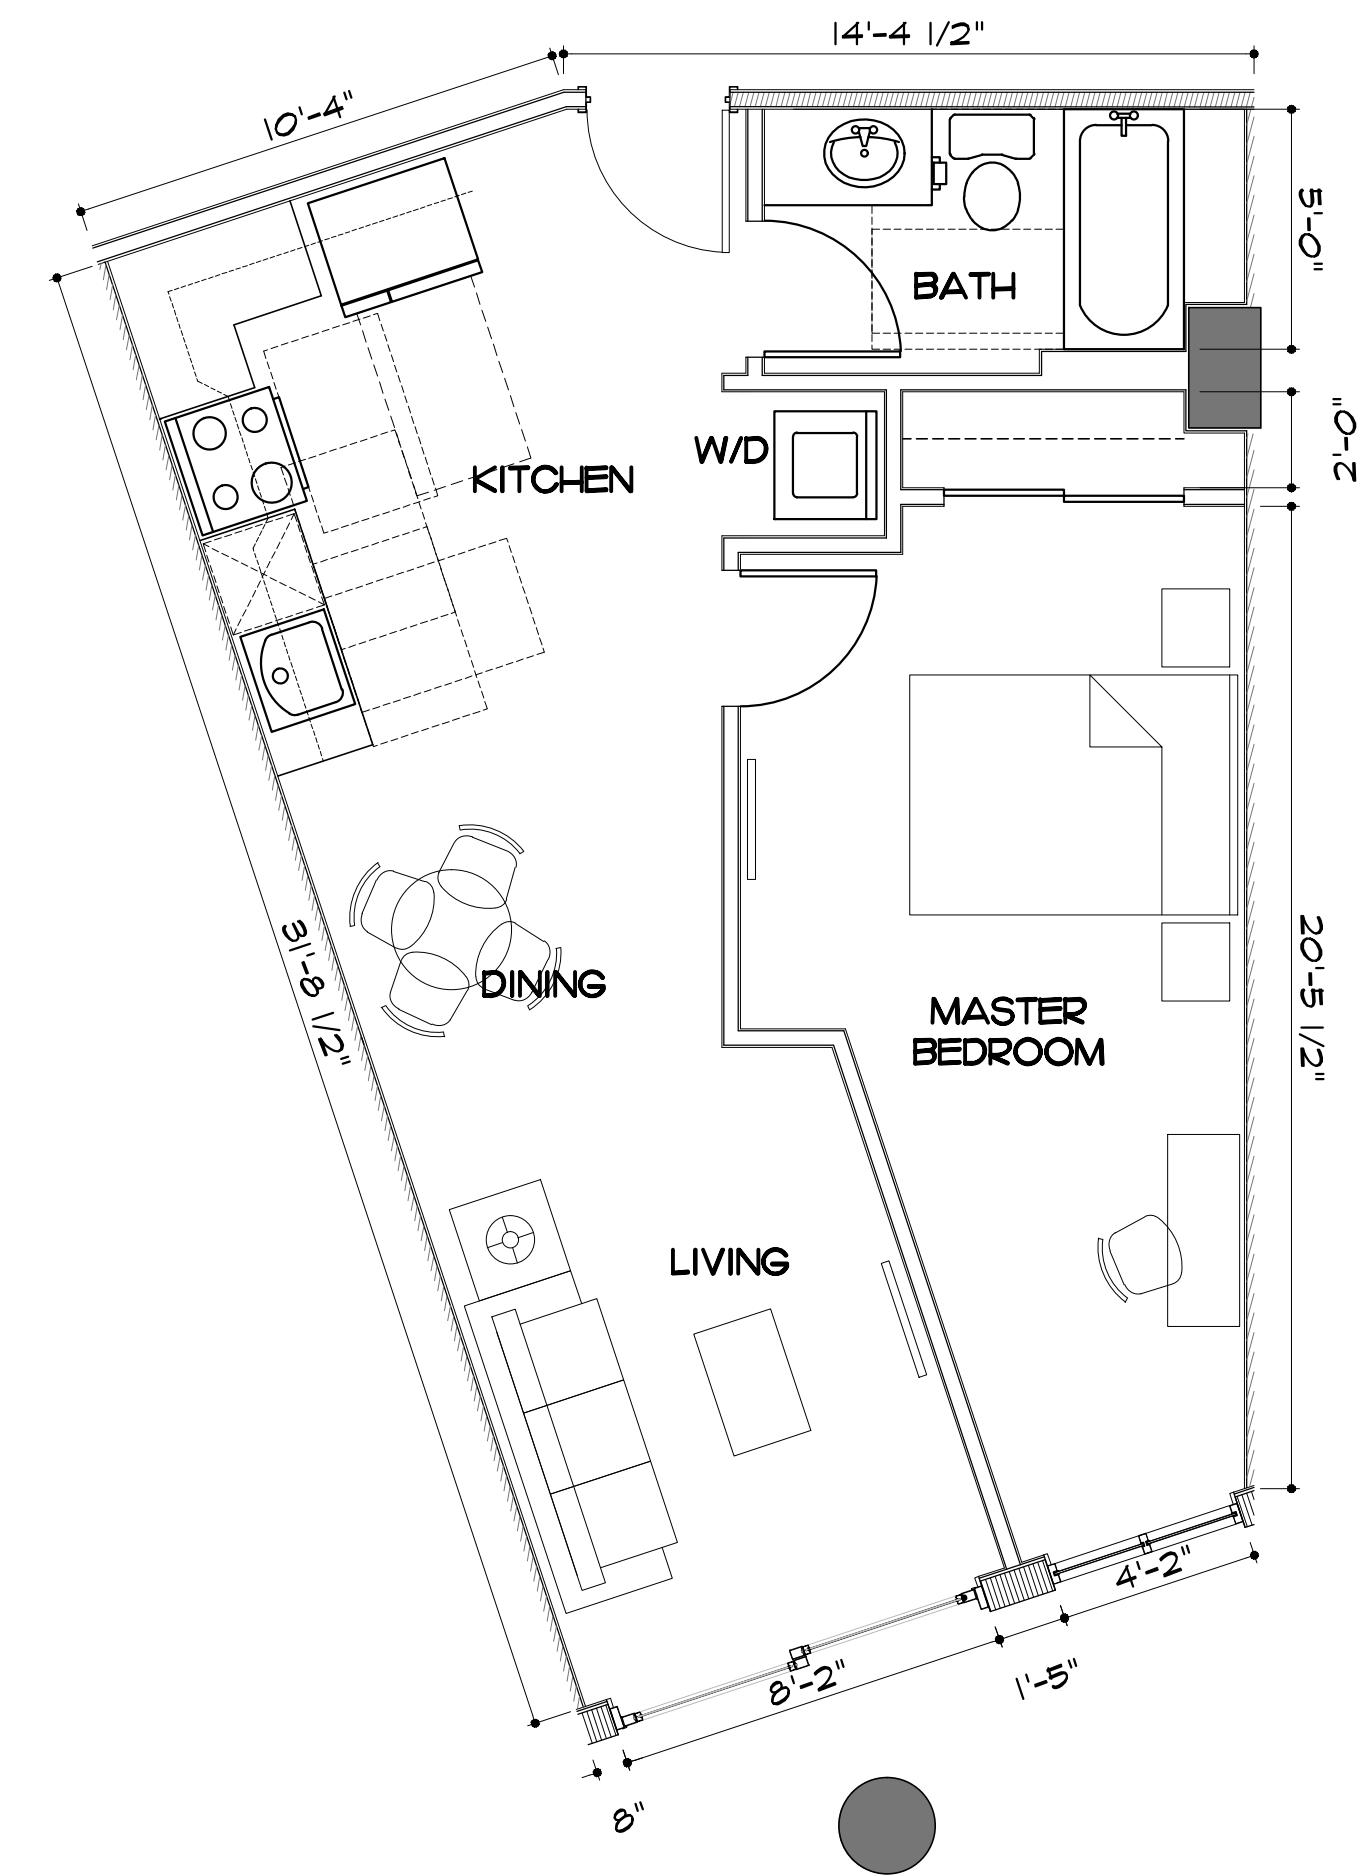 14'-4 1/2"
10'-4"
5'-0"
BATH
2'-0"
W/D
KITCHEN
31'-8 1/2"
DINING
20'-5 1/2"
MASTER
BEDROOM
LIVING
4'-2"
8'-2"
1'-5"
8"